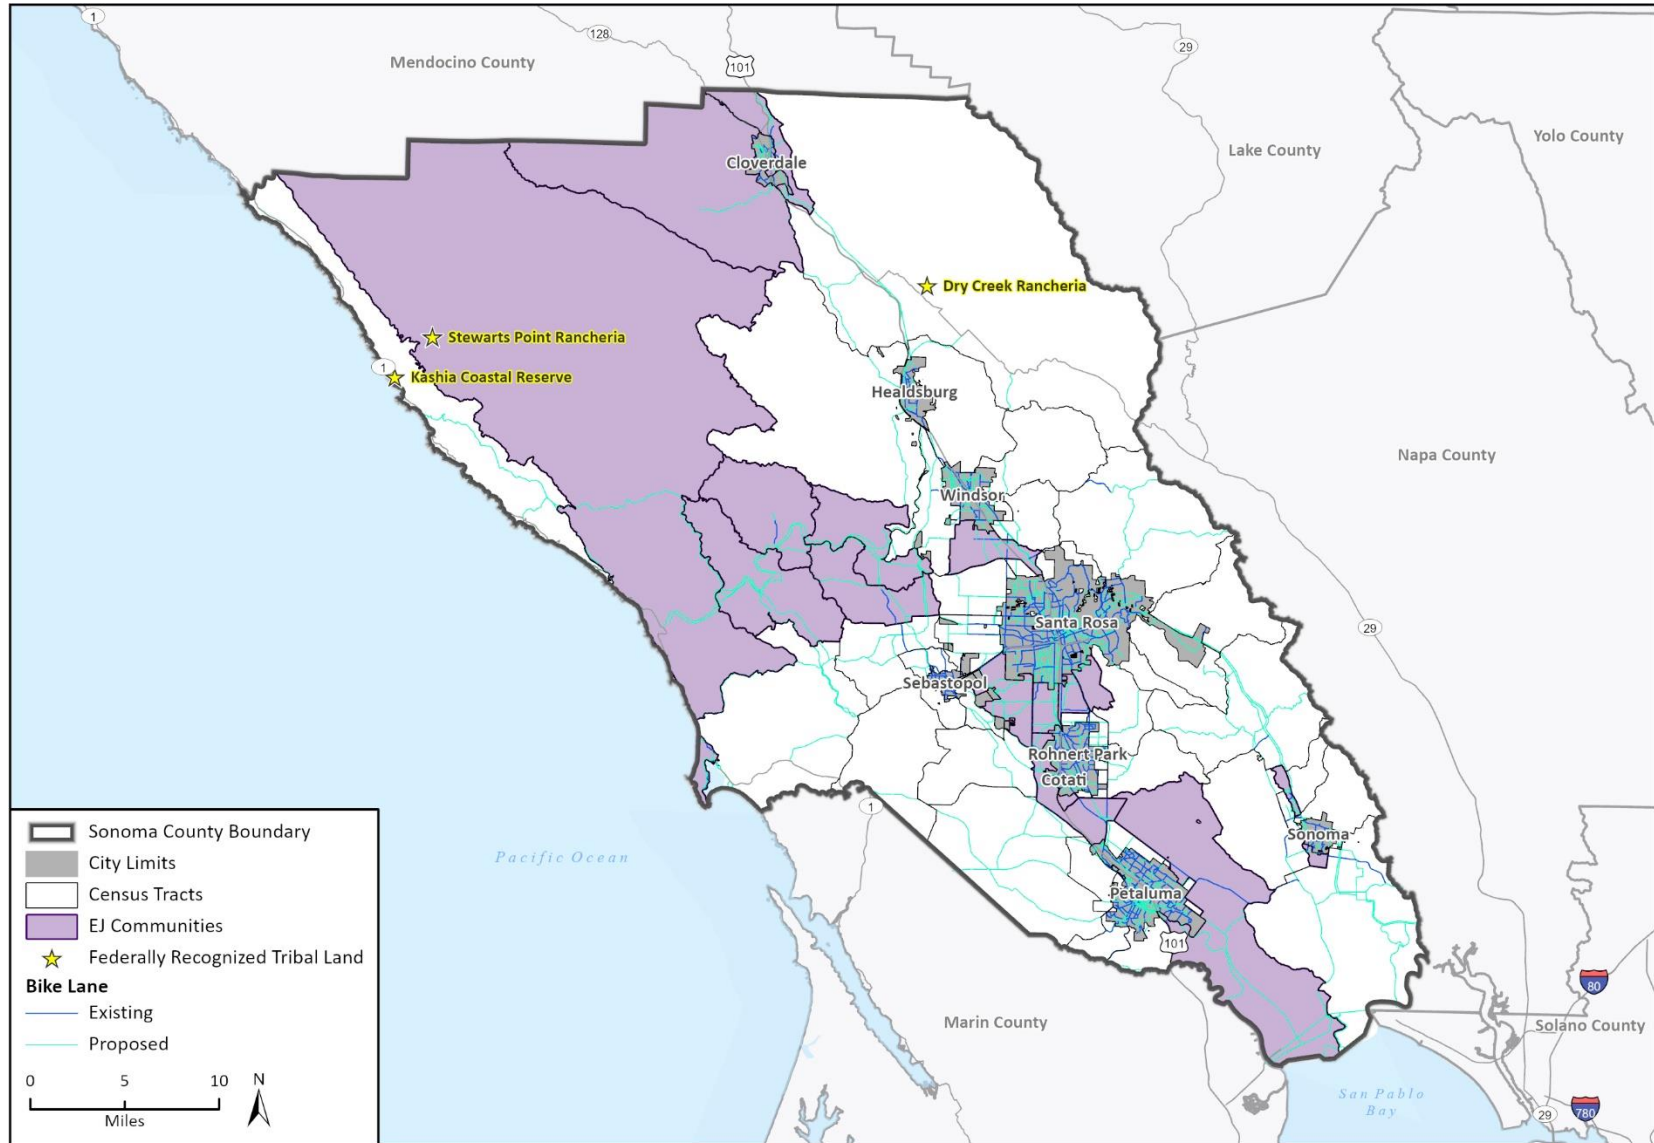 1
128
101
29
Mendocino County
Lake County
Yolo County
Cloverdale
Dry Creek Rancheria
Stewarts Point Rancheria
1
Kashia Coastal Reserve
Healdsburg
Napa County
Windsor
Santa Rosa
29
Sebastopol
Rohnert Park
Cotati
1
Sonoma
Pacific Ocean
Petaluma
101
80
Marin County
Solano County
San Pablo
Bay
29
780
Sonoma County Boundary
City Limits
Census Tracts
EJ Communities
Federally Recognized Tribal Land
Bike Lane
Existing
Proposed
0 5 10
Miles
N